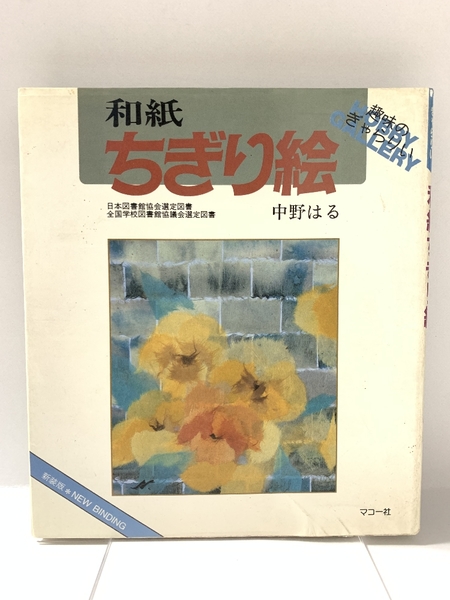 和紙
ちぎり絵
趣味の
ぎゃらりい
HOBBY
GALLERY
日本図書館協会選定図書
全国学校図書館協議会選定図書
中野はる
新装版●NEW BINDING
マコー社